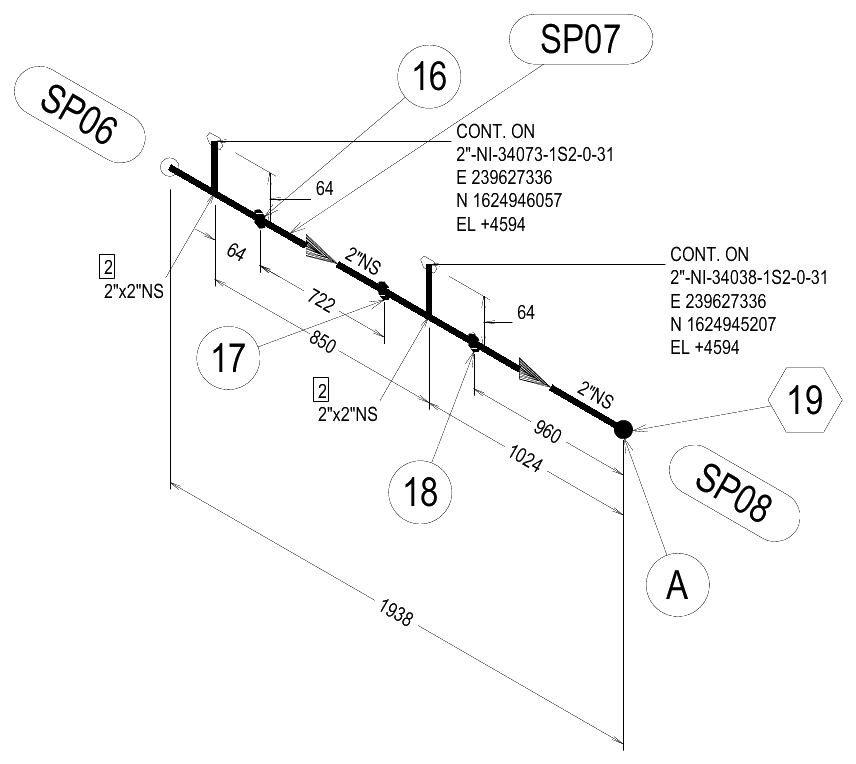 SP07
16
SP06
CONT. ON
2"-NI-34073-1S2-0-31
E 239627336
N 1624946057
EL +4594
64
64
2"NS
CONT. ON
2"-NI-34038-1S2-0-31
E 239627336
N 1624945207
EL +4594
2
2"x2"NS
722
64
17
850
2
2"x2"NS
2"NS
19
960
1024
18
SP08
A
1938